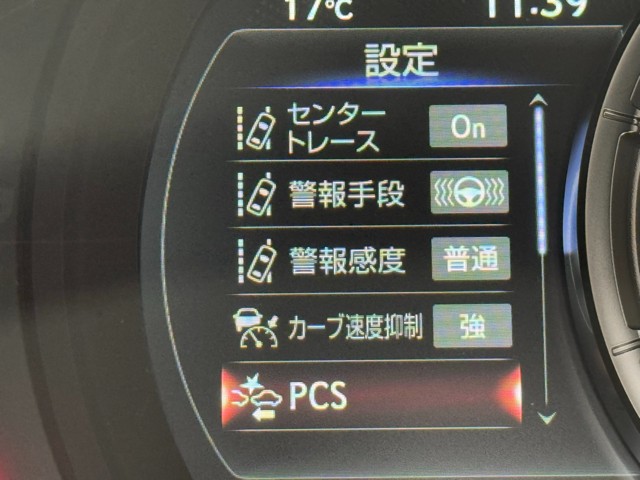 17℃ 11:39
設定
センター
トレース On
警報手段
警報感度 普通
カーブ速度抑制 強
PCS